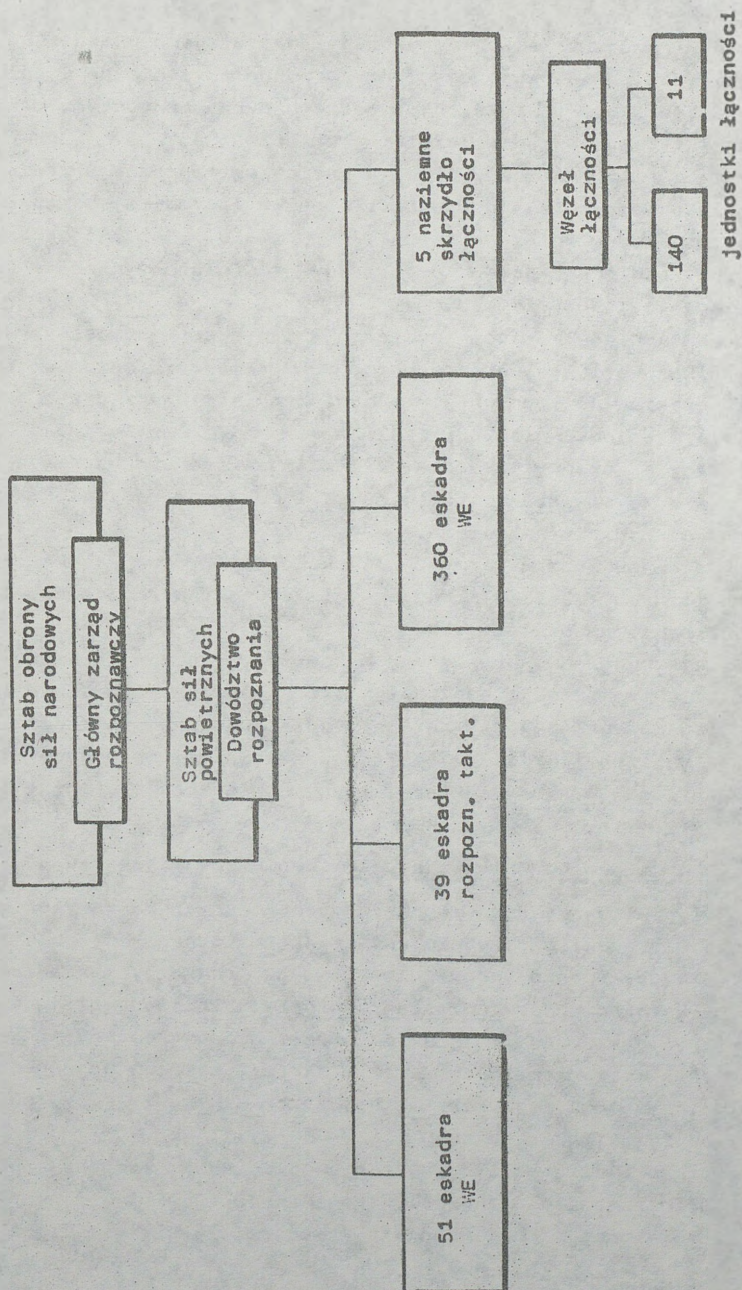 Sztab obrony
sił narodowych
Główny zarząd
rozpoznawczy
Sztab sił
powietrznych
Dowództwo
rozpoznania
51 eskadra
WE
39 eskadra
rozpozn. takt.
360 eskadra
WE
5 naziemne
skrzydło
łączności
Węzeł
łączności
140
11
jednostki łączności